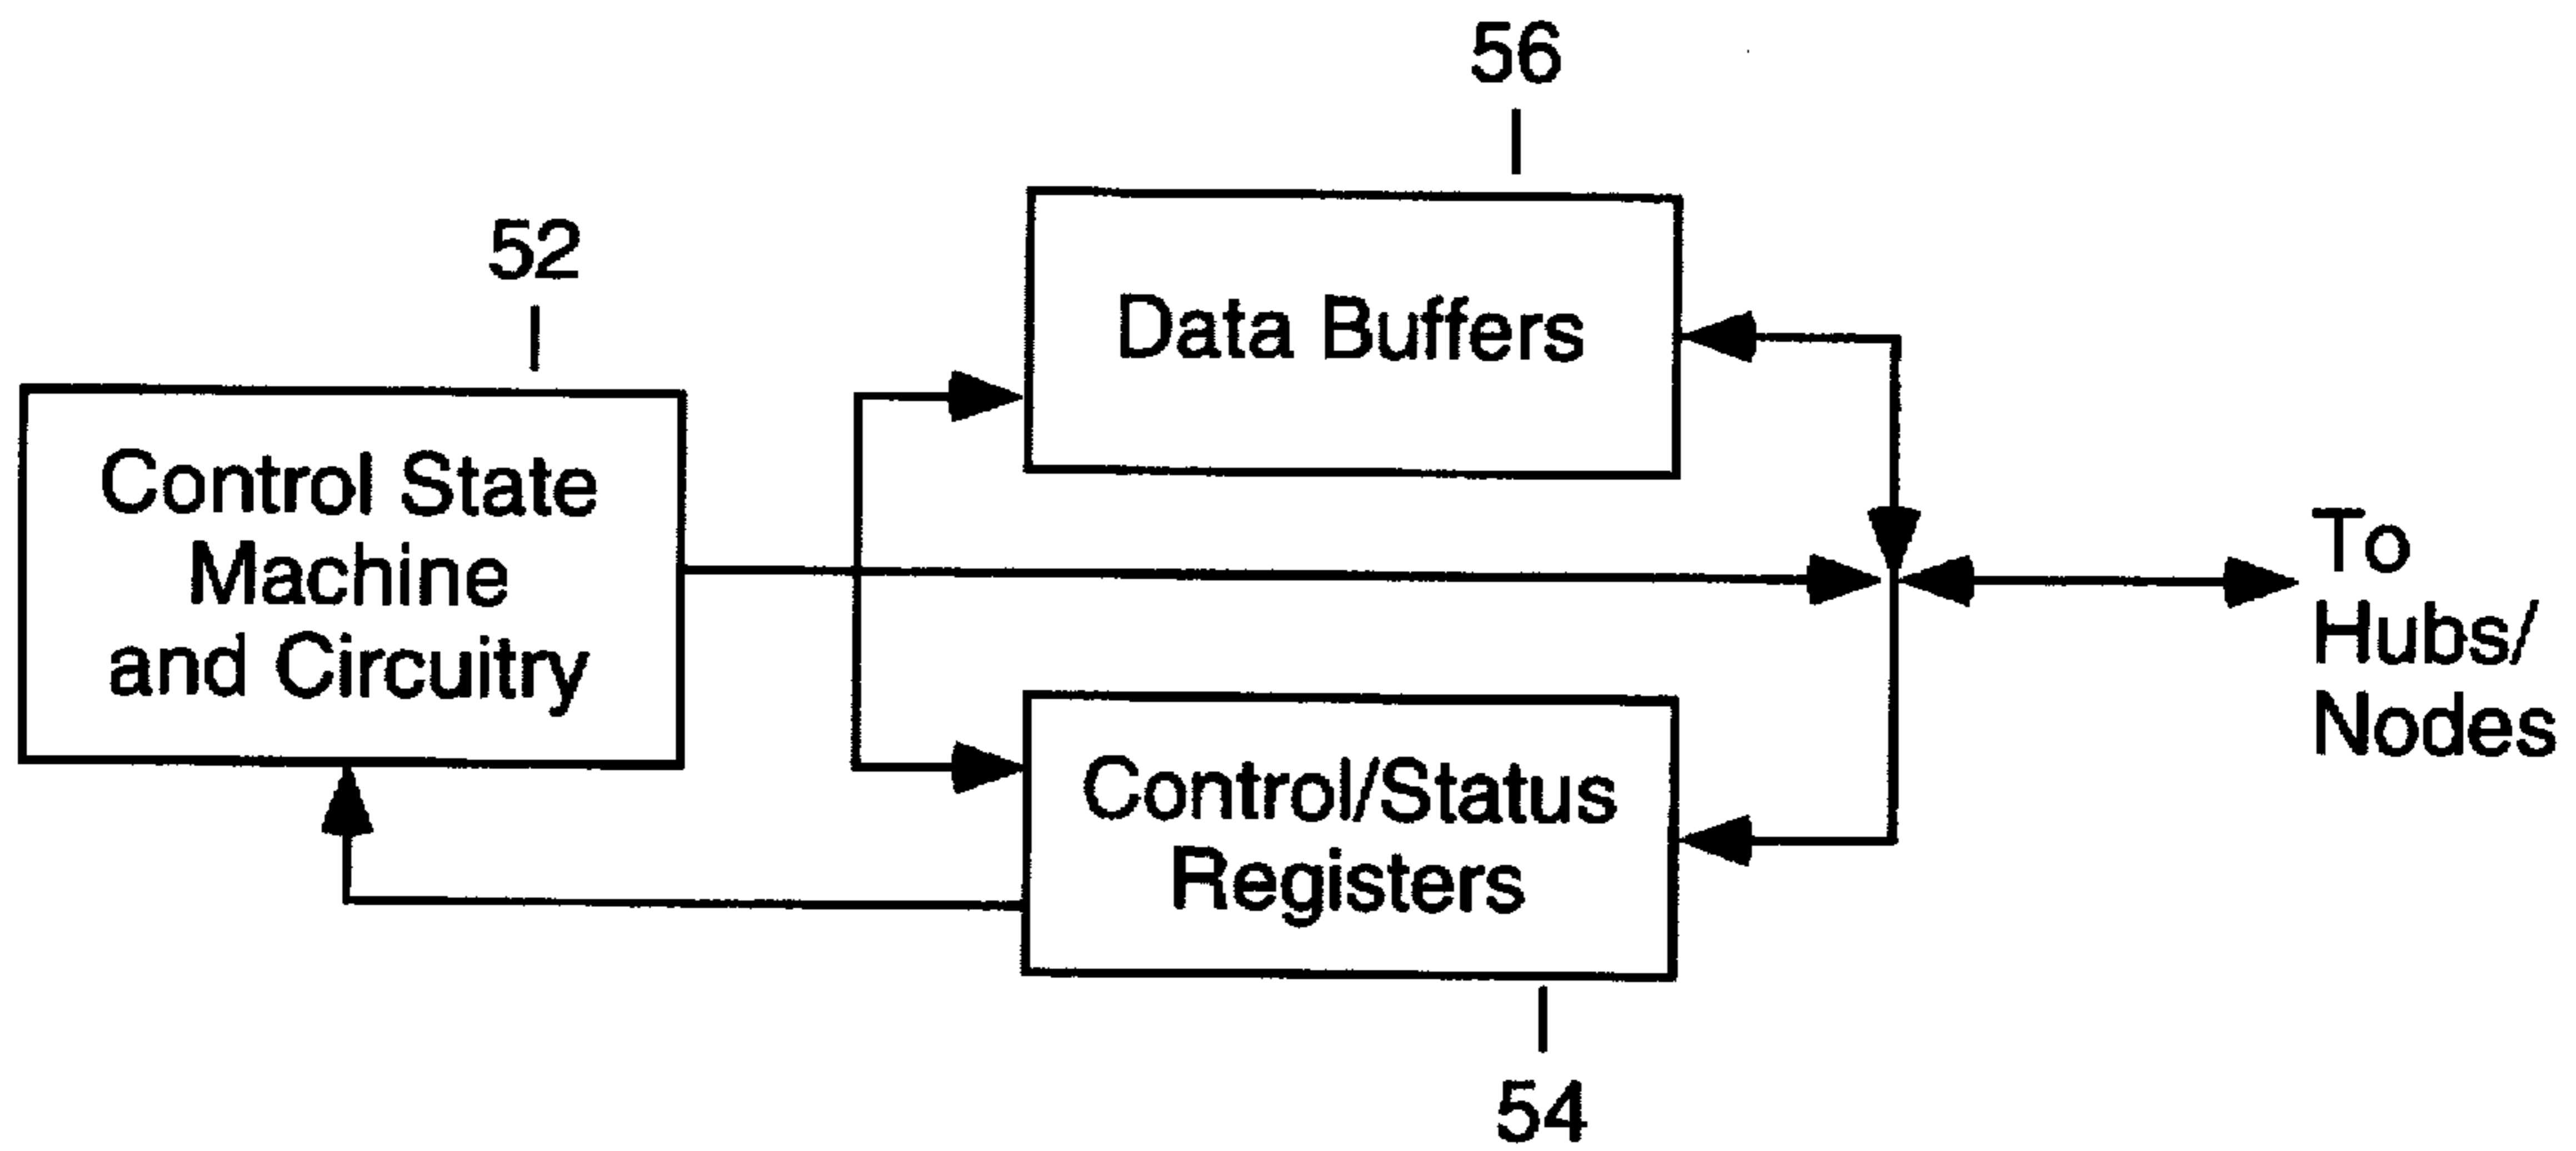 56
52
Data Buffers
Control State
Machine
and Circuitry
To
Hubs/
Nodes
Control/Status
Registers
54